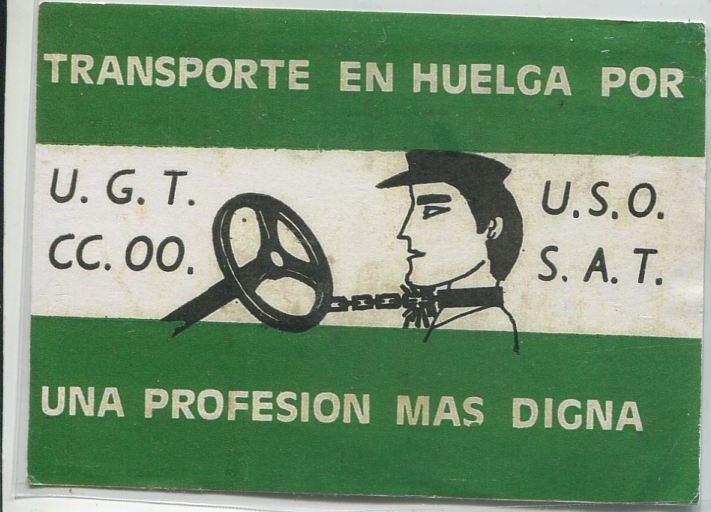 TRANSPORTE EN HUELGA POR
U. G. T.
CC. OO.
U.S.O.
S. A. T.
UNA PROFESION MAS DIGNA